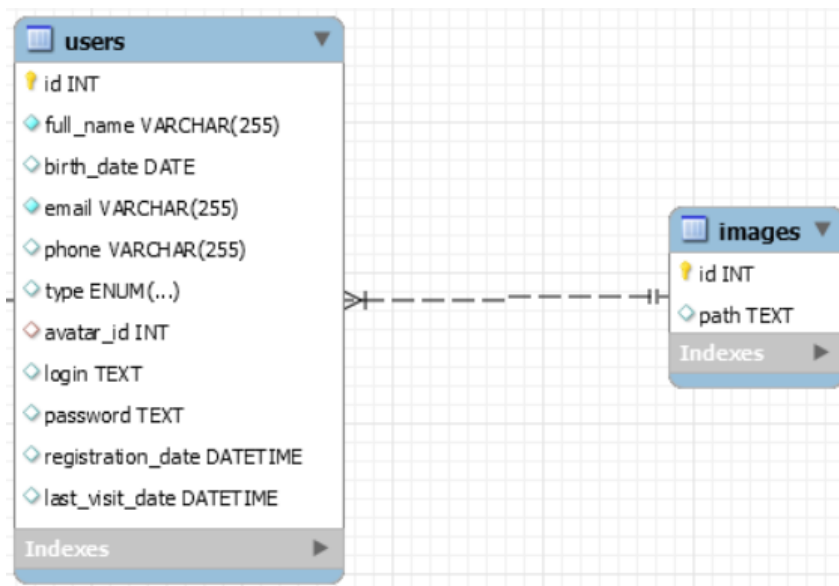 users
id INT
full_name VARCHAR(255)
birth_date DATE
email VARCHAR(255)
phone VARCHAR(255)
type ENUM(...)
avatar_id INT
login TEXT
password TEXT
registration_date DATETIME
last_visit_date DATETIME
Indexes
images
id INT
path TEXT
Indexes